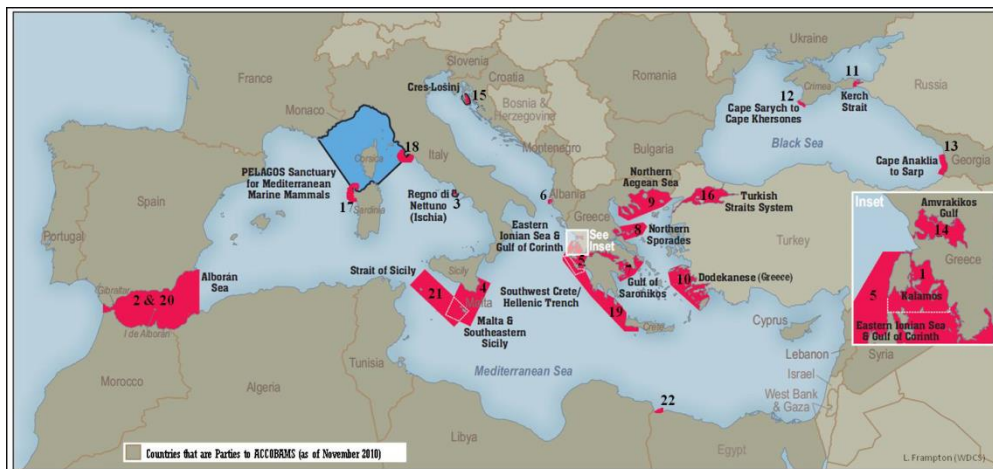 Ukraine
France
Slovenia
Croatia
Cres-Lošinj
15
Romania
11
Russia
Crimea
12
Kerch
Strait
Cape Sarych to
Cape Khersones
Monaco
Bosnia &
Herzegovina
Black Sea
13
18
Corsica
Italy
Montenegro
Bulgaria
Cape Anaklia
to Sarp
Georgia
PELAGOS Sanctuary
for Mediterranean
Marine Mammals
17
Sardinia
Regno di
Nettuno
(Ischia)
3
6
Albania
Northern
Aegean Sea
9
16
Turkish
Straits System
Spain
Portugal
Eastern
Ionian Sea &
Gulf of Corinth
Greece
See
Inset
8
Northern
Sporades
Turkey
Inset
Amvrakikos
Gulf
14
Greece
1
Kalamos
5
Eastern Ionian Sea
& Gulf of Corinth
Alborán
Sea
Gibraltar
2 & 20
I de Alborán
Strait of Sicily
Sicily
21
4
Malta
Malta &
Southeastern
Sicily
5
7
Gulf of
Saronikos
10
Dodekanese (Greece)
Southwest Crete/
Hellenic Trench
19
Crete
Cyprus
Lebanon
Syria
Israel
West Bank
& Gaza
Morocco
Algeria
Tunisia
Mediterranean Sea
22
Libya
Egypt
Countries that are Parties to ACCOBAMS (as of November 2010)
L. Frampton (WDCS)